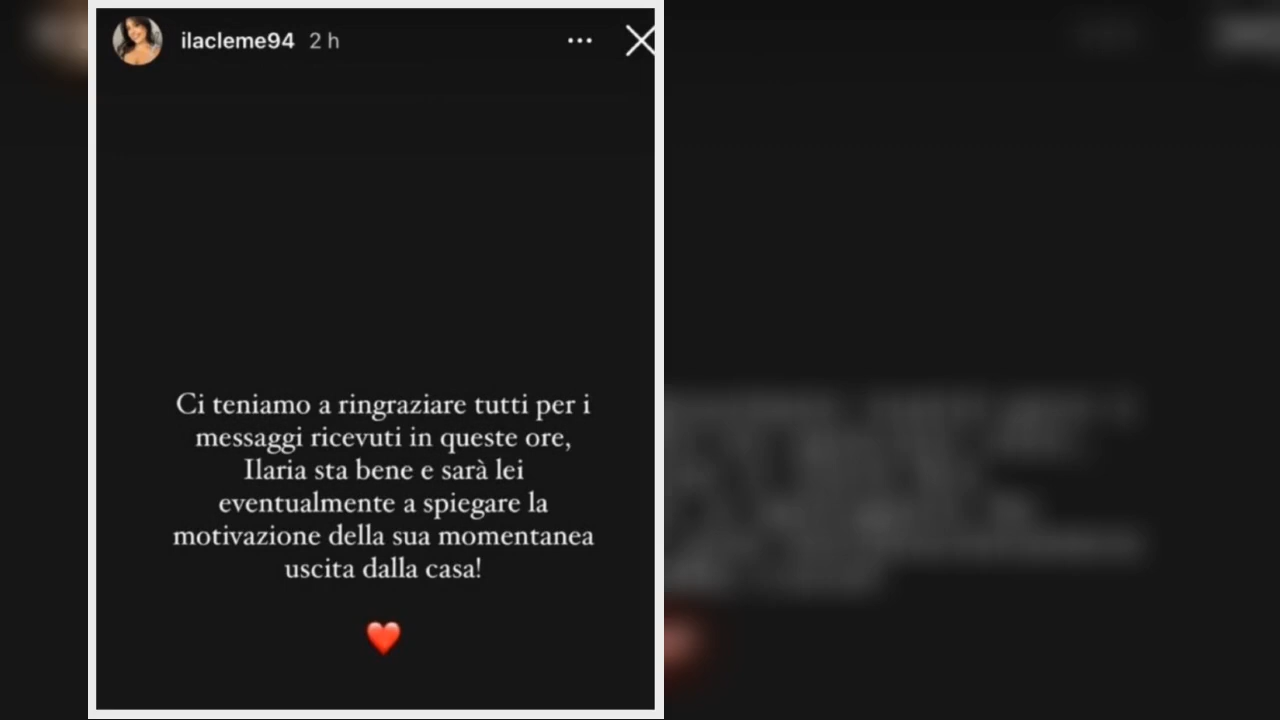 ilacleme94 2 h
Ci teniamo a ringraziare tutti per i
messaggi ricevuti in queste ore,
Ilaria sta bene e sarà lei
eventualmente a spiegare la
motivazione della sua momentanea
uscita dalla casa!